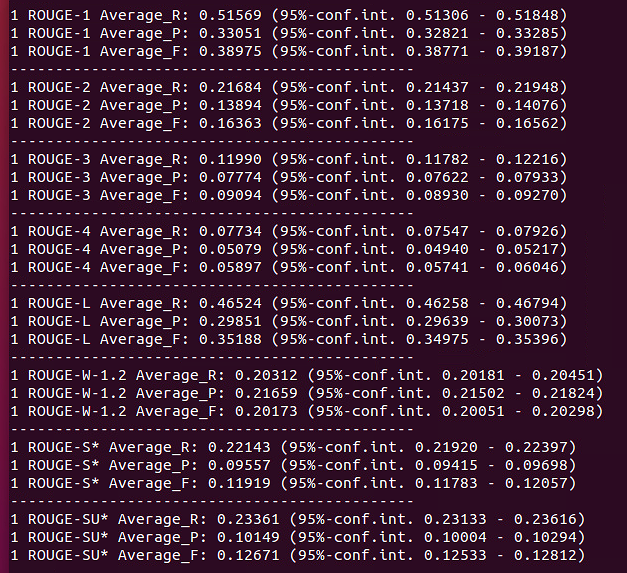 1 ROUGE-1 Average_R: 0.51569 (95%-conf.int. 0.51306 - 0.51848)
1 ROUGE-1 Average_P: 0.33051 (95%-conf.int. 0.32821 - 0.33285)
1 ROUGE-1 Average_F: 0.38975 (95%-conf.int. 0.38771 - 0.39187)
---------------------------------------------
1 ROUGE-2 Average_R: 0.21684 (95%-conf.int. 0.21437 - 0.21948)
1 ROUGE-2 Average_P: 0.13894 (95%-conf.int. 0.13718 - 0.14076)
1 ROUGE-2 Average_F: 0.16363 (95%-conf.int. 0.16175 - 0.16562)
---------------------------------------------
1 ROUGE-3 Average_R: 0.11990 (95%-conf.int. 0.11782 - 0.12216)
1 ROUGE-3 Average_P: 0.07774 (95%-conf.int. 0.07622 - 0.07933)
1 ROUGE-3 Average_F: 0.09094 (95%-conf.int. 0.08930 - 0.09270)
---------------------------------------------
1 ROUGE-4 Average_R: 0.07734 (95%-conf.int. 0.07547 - 0.07926)
1 ROUGE-4 Average_P: 0.05079 (95%-conf.int. 0.04940 - 0.05217)
1 ROUGE-4 Average_F: 0.05897 (95%-conf.int. 0.05741 - 0.06046)
---------------------------------------------
1 ROUGE-L Average_R: 0.46524 (95%-conf.int. 0.46258 - 0.46794)
1 ROUGE-L Average_P: 0.29851 (95%-conf.int. 0.29639 - 0.30073)
1 ROUGE-L Average_F: 0.35188 (95%-conf.int. 0.34975 - 0.35396)
---------------------------------------------
1 ROUGE-W-1.2 Average_R: 0.20312 (95%-conf.int. 0.20181 - 0.20451)
1 ROUGE-W-1.2 Average_P: 0.21659 (95%-conf.int. 0.21502 - 0.21824)
1 ROUGE-W-1.2 Average_F: 0.20173 (95%-conf.int. 0.20051 - 0.20298)
---------------------------------------------
1 ROUGE-S* Average_R: 0.22143 (95%-conf.int. 0.21920 - 0.22397)
1 ROUGE-S* Average_P: 0.09557 (95%-conf.int. 0.09415 - 0.09698)
1 ROUGE-S* Average_F: 0.11919 (95%-conf.int. 0.11783 - 0.12057)
---------------------------------------------
1 ROUGE-SU* Average_R: 0.23361 (95%-conf.int. 0.23133 - 0.23616)
1 ROUGE-SU* Average_P: 0.10149 (95%-conf.int. 0.10004 - 0.10294)
1 ROUGE-SU* Average_F: 0.12671 (95%-conf.int. 0.12533 - 0.12812)